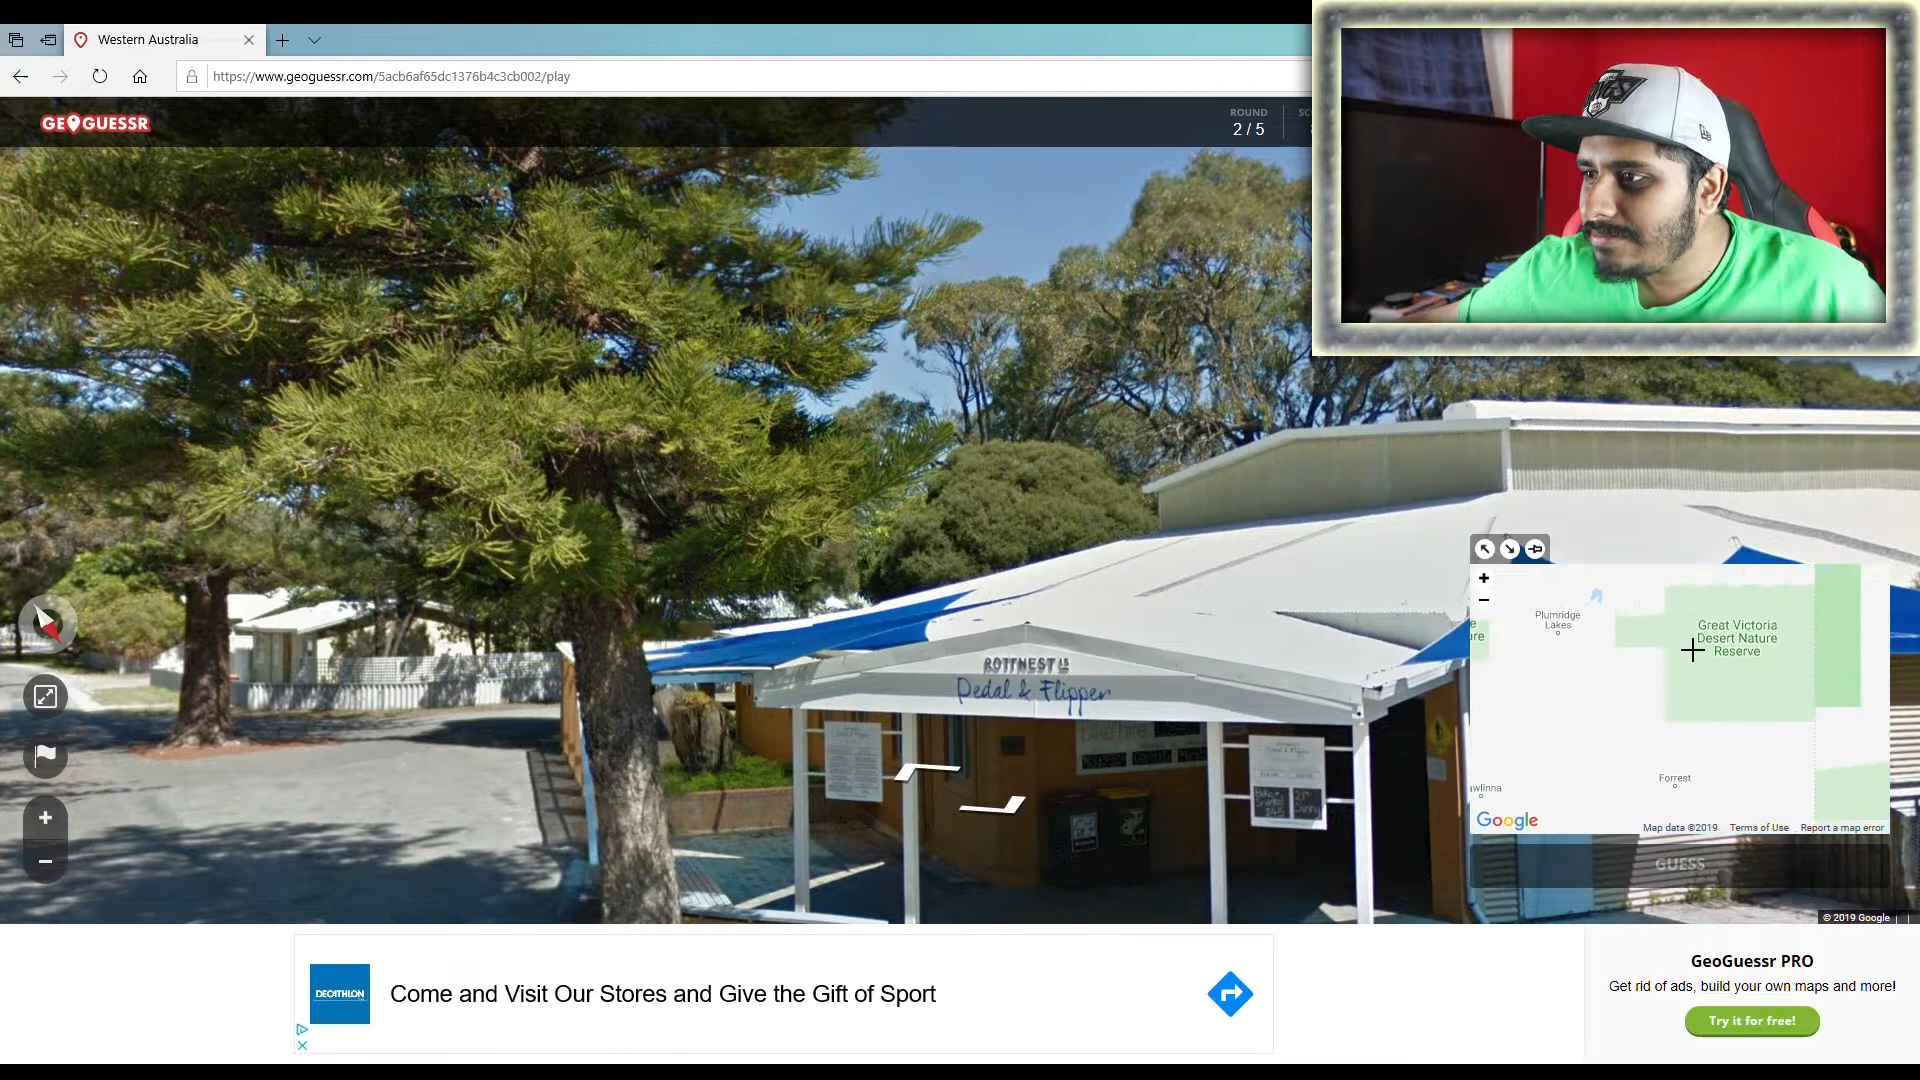 Western Australia
https://www.geoguessr.com/5acb6af65dc1376b4c3cb002/play
GEOGUESSR
ROUND
2 / 5
KINGS
ROTTNEST IS
Pedal & Flipper
Plumridge
Lakes
Great Victoria
Desert Nature
Reserve
Forrest
awlinna
Google
Map data ©2019 Terms of Use Report a map error
GUESS
© 2019 Google
DECATHLON
Come and Visit Our Stores and Give the Gift of Sport
GeoGuessr PRO
Get rid of ads, build your own maps and more!
Try it for free!